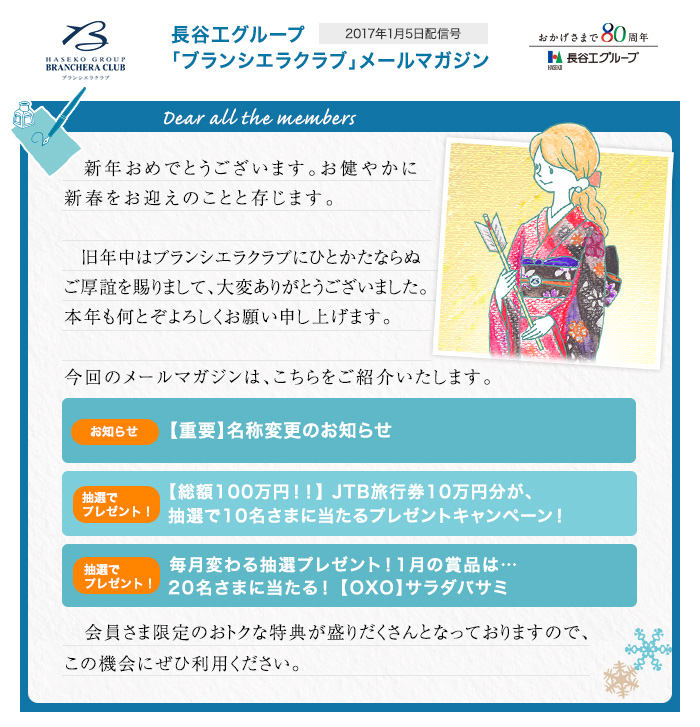 HASEKO GROUP
BRANCHERA CLUB
ブランシエラクラブ
長谷工グループ 2017年1月5日配信号
「ブランシエラクラブ」メールマガジン
おかげさまで80周年
HASEKO 長谷工グループ
Dear all the members
新年おめでとうございます。お健やかに
新春をお迎えのことと存じます。
旧年中はブランシエラクラブにひとかたならぬ
ご厚誼を賜りまして、大変ありがとうございました。
本年も何とぞよろしくお願い申し上げます。
今回のメールマガジンは、こちらをご紹介いたします。
お知らせ 【重要】名称変更のお知らせ
抽選で
プレゼント！
【総額100万円！！】JTB旅行券10万円分が、
抽選で10名さまに当たるプレゼントキャンペーン！
抽選で
プレゼント！
毎月変わる抽選プレゼント！1月の賞品は…
20名さまに当たる！【OXO】サラダバサミ
会員さま限定のおトクな特典が盛りだくさんとなっておりますので、
この機会にぜひ利用ください。